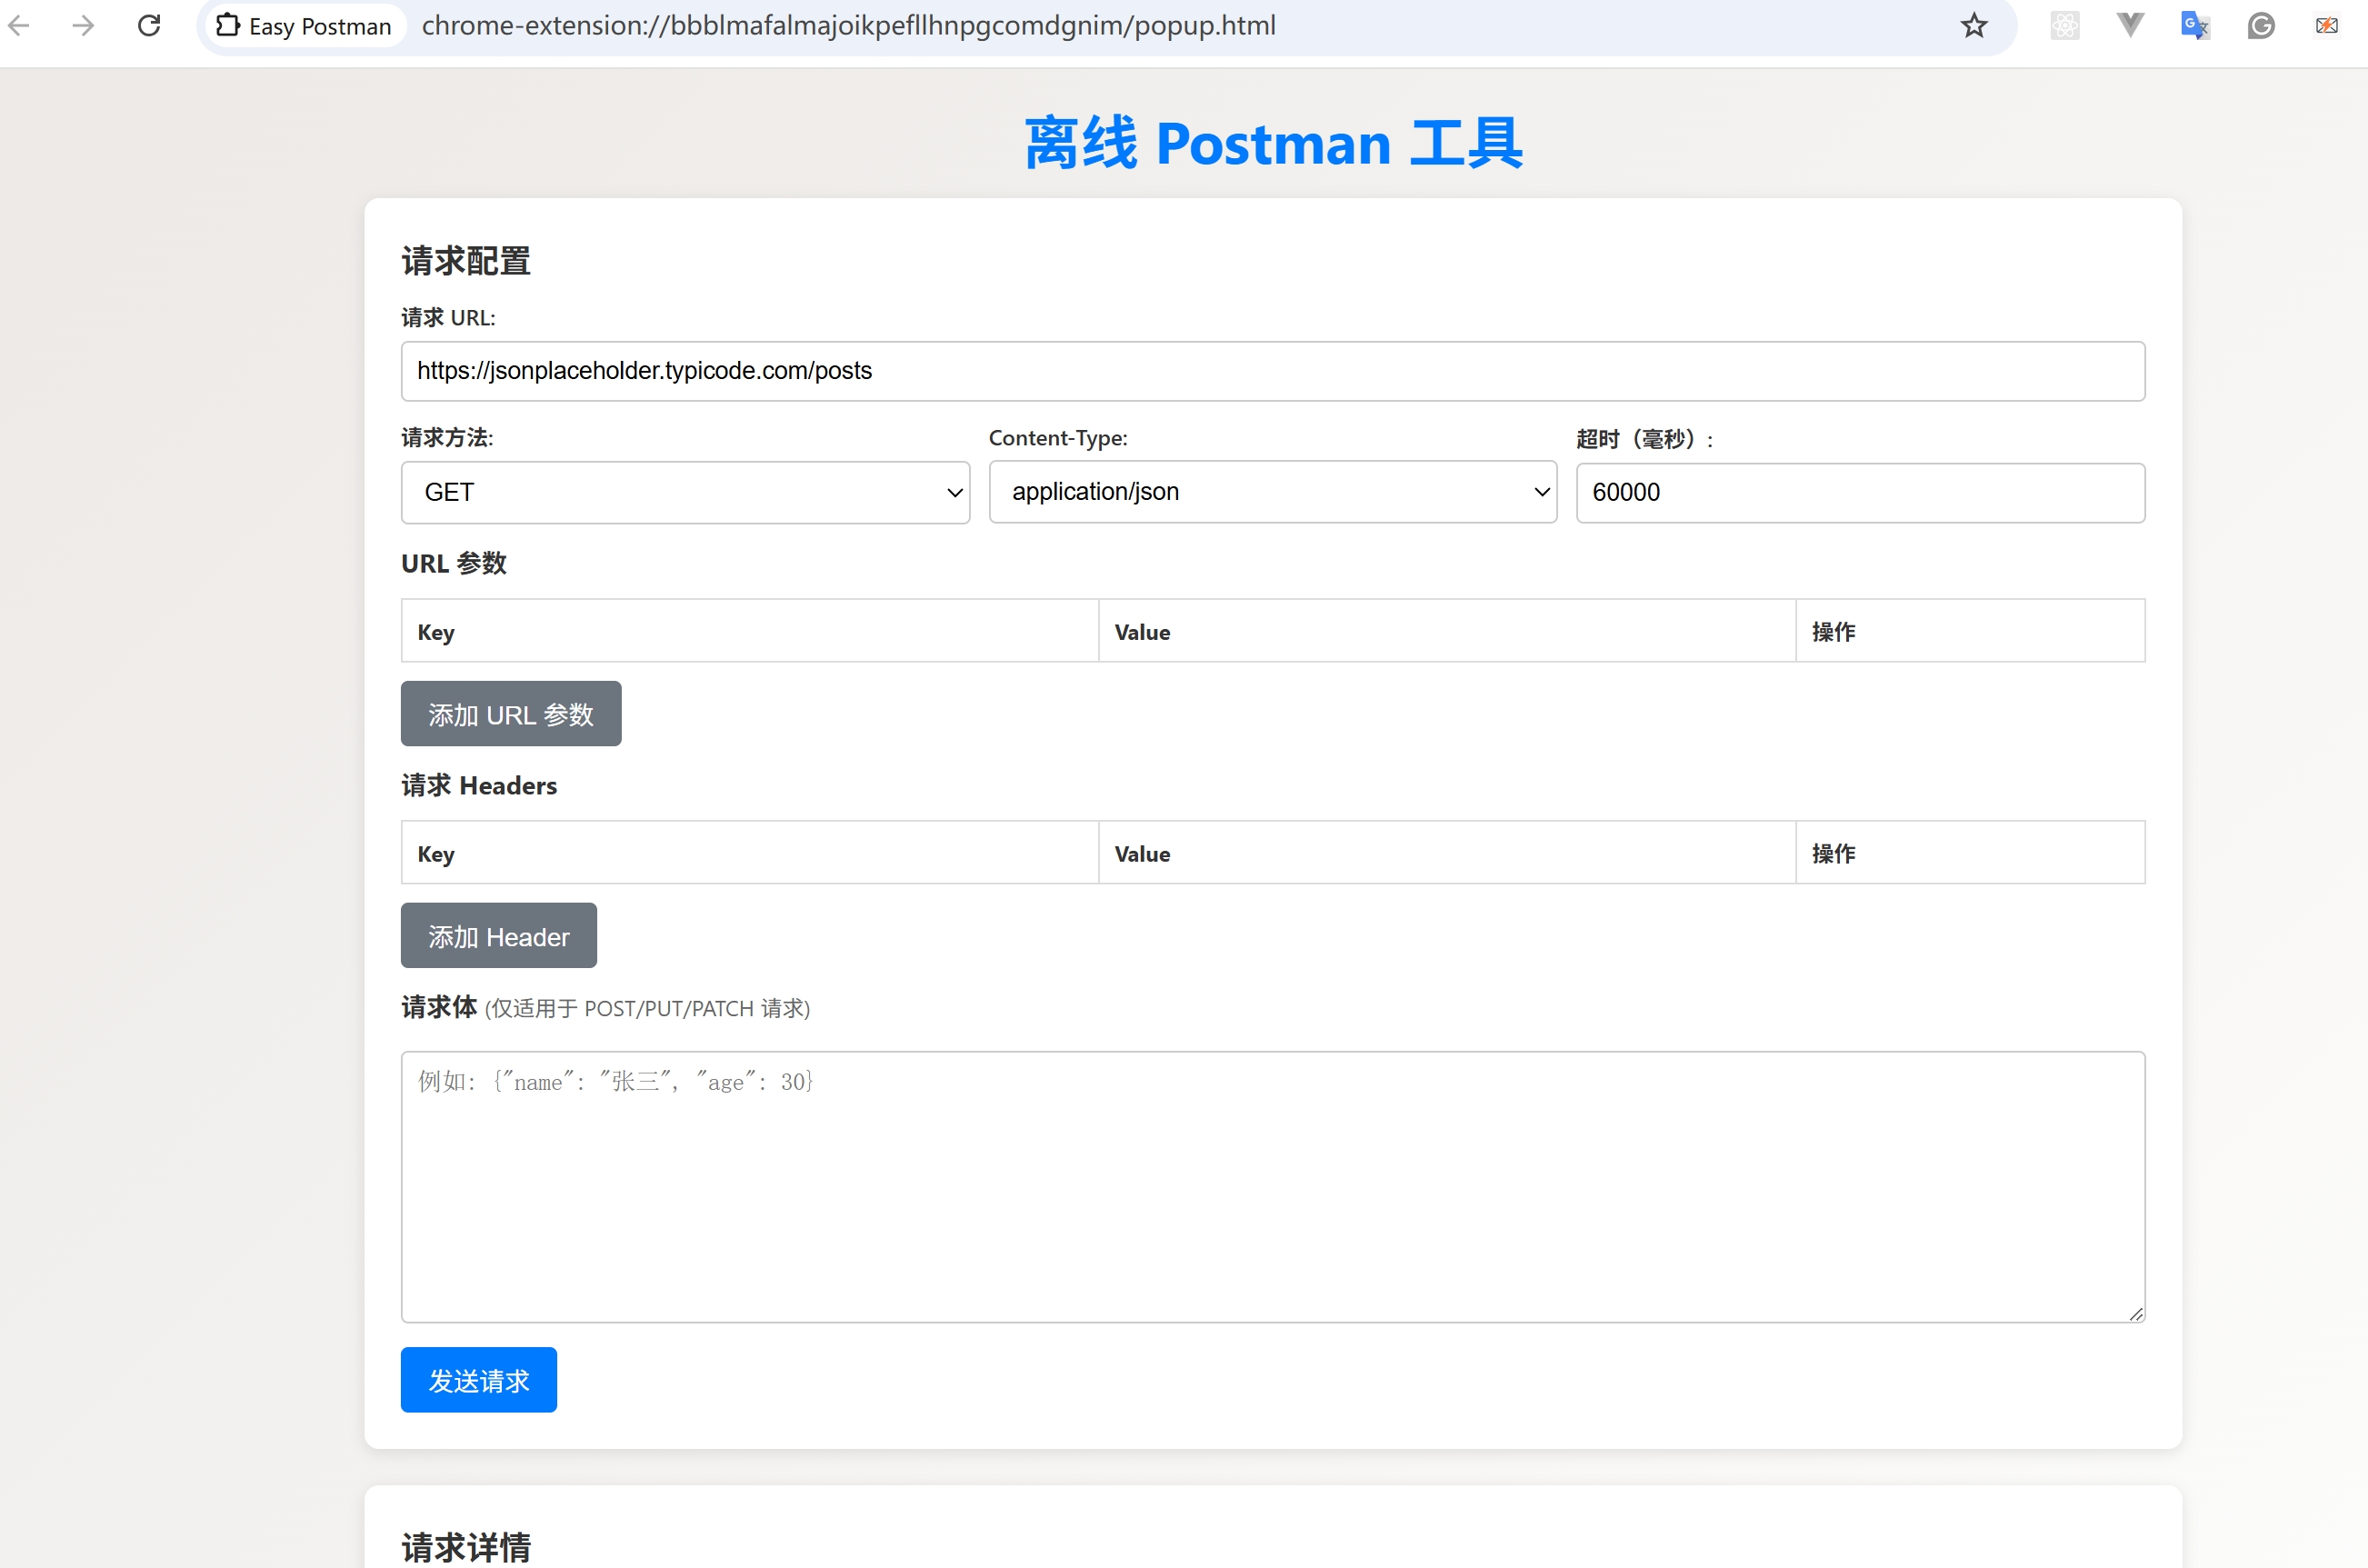 Easy Postman chrome-extension://bbblmafalmajoikpefllhnpgcomdgnim/popup.html
离线 Postman 工具
请求配置
请求 URL:
https://jsonplaceholder.typicode.com/posts
请求方法: Content-Type: 超时（毫秒）:
GET application/json 60000
URL 参数
Key Value 操作
添加 URL 参数
请求 Headers
Key Value 操作
添加 Header
请求体 (仅适用于 POST/PUT/PATCH 请求)
例如: {"name": "张三", "age": 30}
发送请求
请求详情